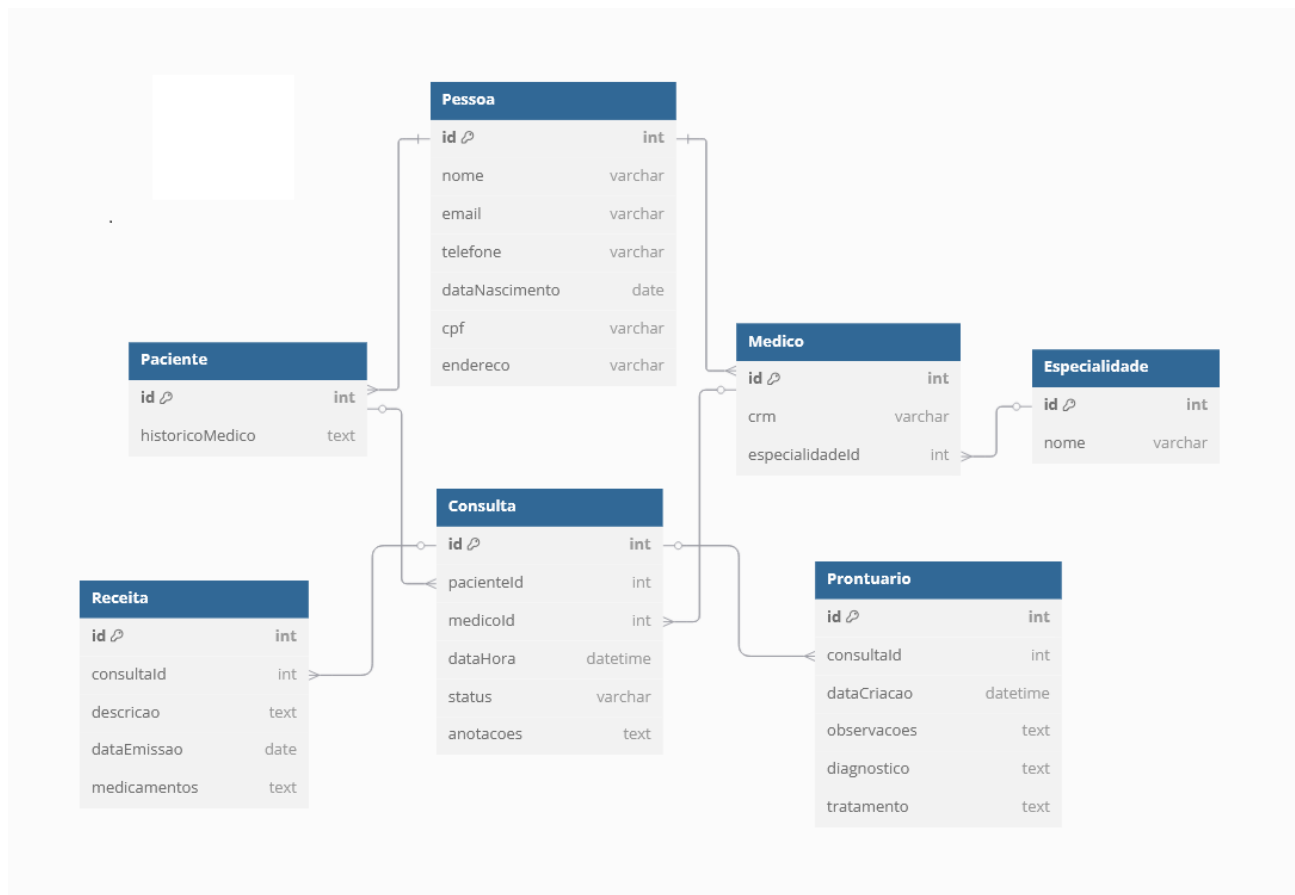 Pessoa
id int
nome varchar
email varchar
telefone varchar
dataNascimento date
cpf varchar
endereco varchar
Paciente
id int
historicoMedico text
Medico
id int
crm varchar
especialidadeId int
Especialidade
id int
nome varchar
Consulta
id int
pacienteId int
medicoId int
dataHora datetime
status varchar
anotacoes text
Receita
id int
consultaId int
descricao text
dataEmissao date
medicamentos text
Prontuario
id int
consultaId int
dataCriacao datetime
observacoes text
diagnostico text
tratamento text